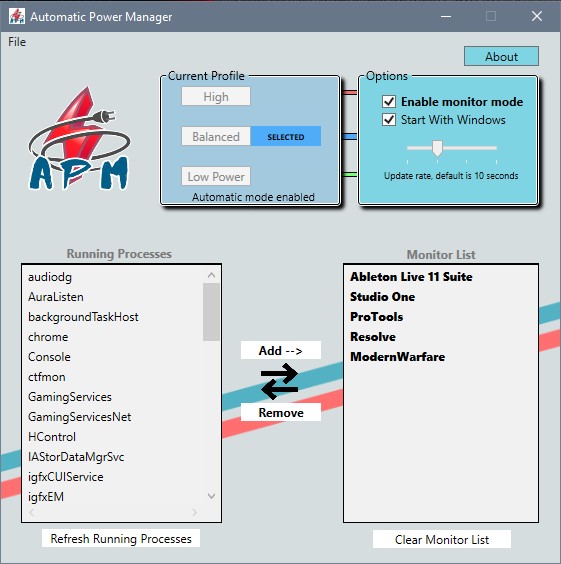 Automatic Power Manager
File
About
Current Profile
High
Balanced
SELECTED
Low Power
Automatic mode enabled
Options
Enable monitor mode
Start With Windows
Update rate, default is 10 seconds
APM
Running Processes
audiodg
AuraListen
backgroundTaskHost
chrome
Console
ctfmon
GamingServices
GamingServicesNet
HControl
IAStorDataMgrSvc
igfxCUIService
igfxEM
Refresh Running Processes
Add -->
Remove
Monitor List
Ableton Live 11 Suite
Studio One
ProTools
Resolve
ModernWarfare
Clear Monitor List